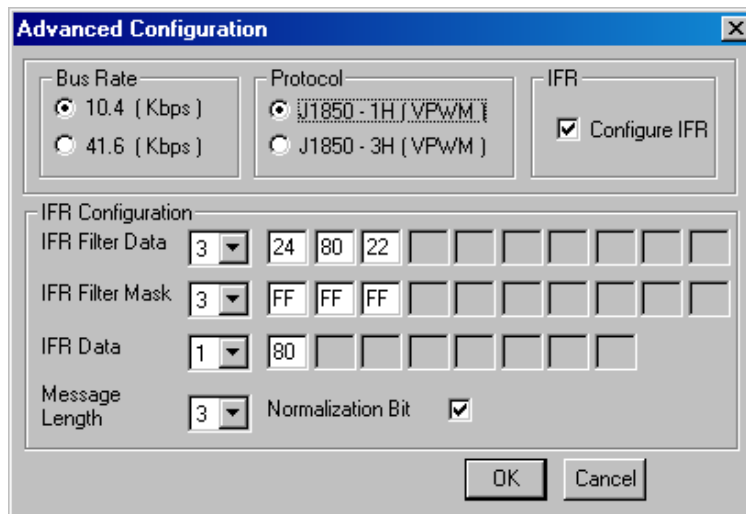 Advanced Configuration
Bus Rate
10.4 ( Kbps )
41.6 ( Kbps )
Protocol
J1850 - 1H ( VPWM )
J1850 - 3H ( VPWM )
IFR
Configure IFR
IFR Configuration
IFR Filter Data 3 24 80 22
IFR Filter Mask 3 FF FF FF
IFR Data 1 80
Message
Length 3 Normalization Bit
OK Cancel